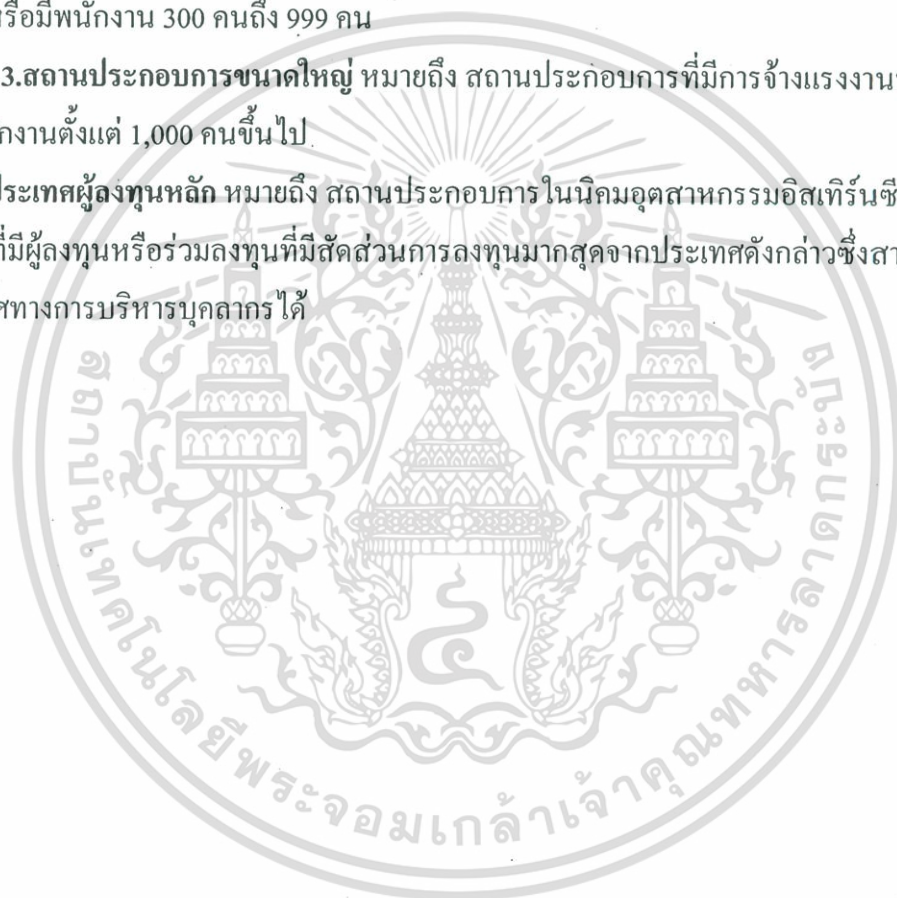 รือมีพนักงาน 300 คนถึง 999 คน
3.สถานประกอบการขนาดใหญ่ หมายถึง สถานประกอบการที่มีการจ้างแรงงาน
ักงานตั้งแต่ 1,000 คนขึ้นไป
ประเทศผู้ลงทุนหลัก หมายถึง สถานประกอบการในนิคมอุตสาหกรรมอิสเทิร์นซี
ที่มีผู้ลงทุนหรือร่วมลงทุนที่มีสัดส่วนการลงทุนมากสุดจากประเทศดังกล่าวซึ่งสา
ศทางการบริหารบุคลากรได้
สถาบันเทคโนโลยีพระจอมเกล้าเจ้าคุณทหารลาดกระบัง